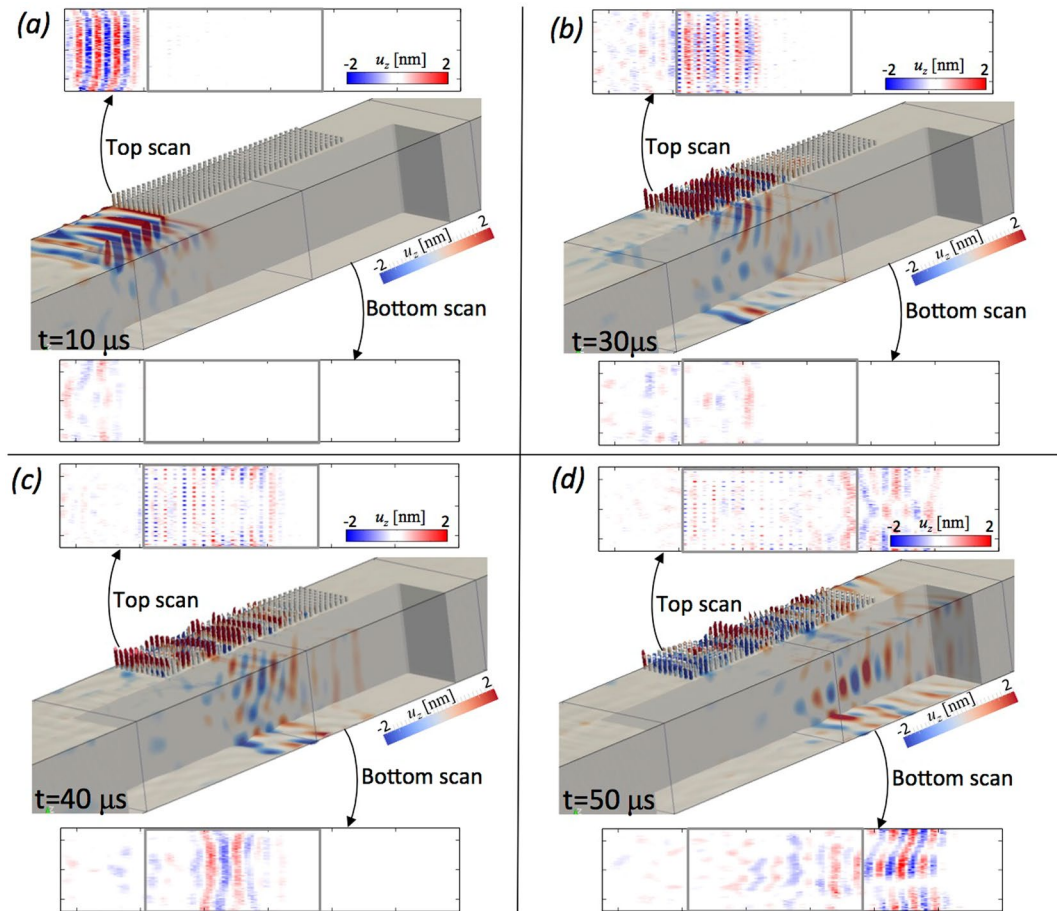 (a)
u_z [nm]
-2 2
Top scan
-2 u_z [nm] 2
Bottom scan
t=10 μs
(b)
u_z [nm]
-2 2
Top scan
-2 u_z [nm] 2
Bottom scan
t=30μs
(c)
u_z [nm]
-2 2
Top scan
-2 u_z [nm] 2
Bottom scan
t=40 μs
(d)
u_z [nm]
-2 2
Top scan
-2 u_z [nm] 2
Bottom scan
t=50 μs